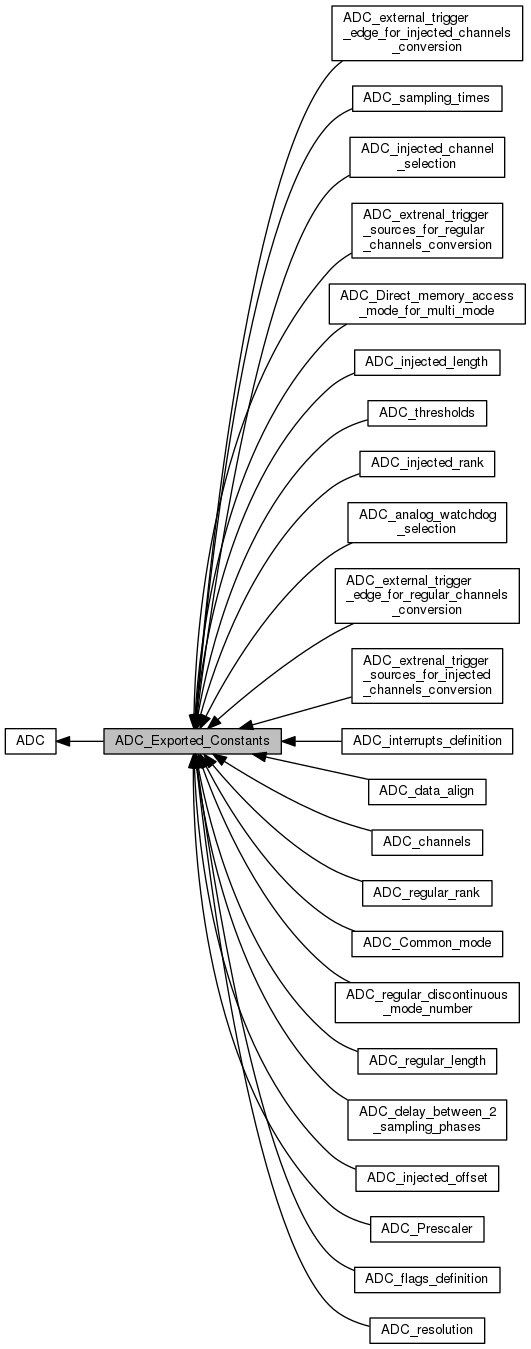 ADC_external_trigger
_edge_for_injected_channels
_conversion
ADC_sampling_times
ADC_injected_channel
_selection
ADC_extrenal_trigger
_sources_for_regular
_channels_conversion
ADC_Direct_memory_access
_mode_for_multi_mode
ADC_injected_length
ADC_thresholds
ADC_injected_rank
ADC_analog_watchdog
_selection
ADC_external_trigger
_edge_for_regular_channels
_conversion
ADC_extrenal_trigger
_sources_for_injected
_channels_conversion
ADC
ADC_Exported_Constants
ADC_interrupts_definition
ADC_data_align
ADC_channels
ADC_regular_rank
ADC_Common_mode
ADC_regular_discontinuous
_mode_number
ADC_regular_length
ADC_delay_between_2
_sampling_phases
ADC_injected_offset
ADC_Prescaler
ADC_flags_definition
ADC_resolution